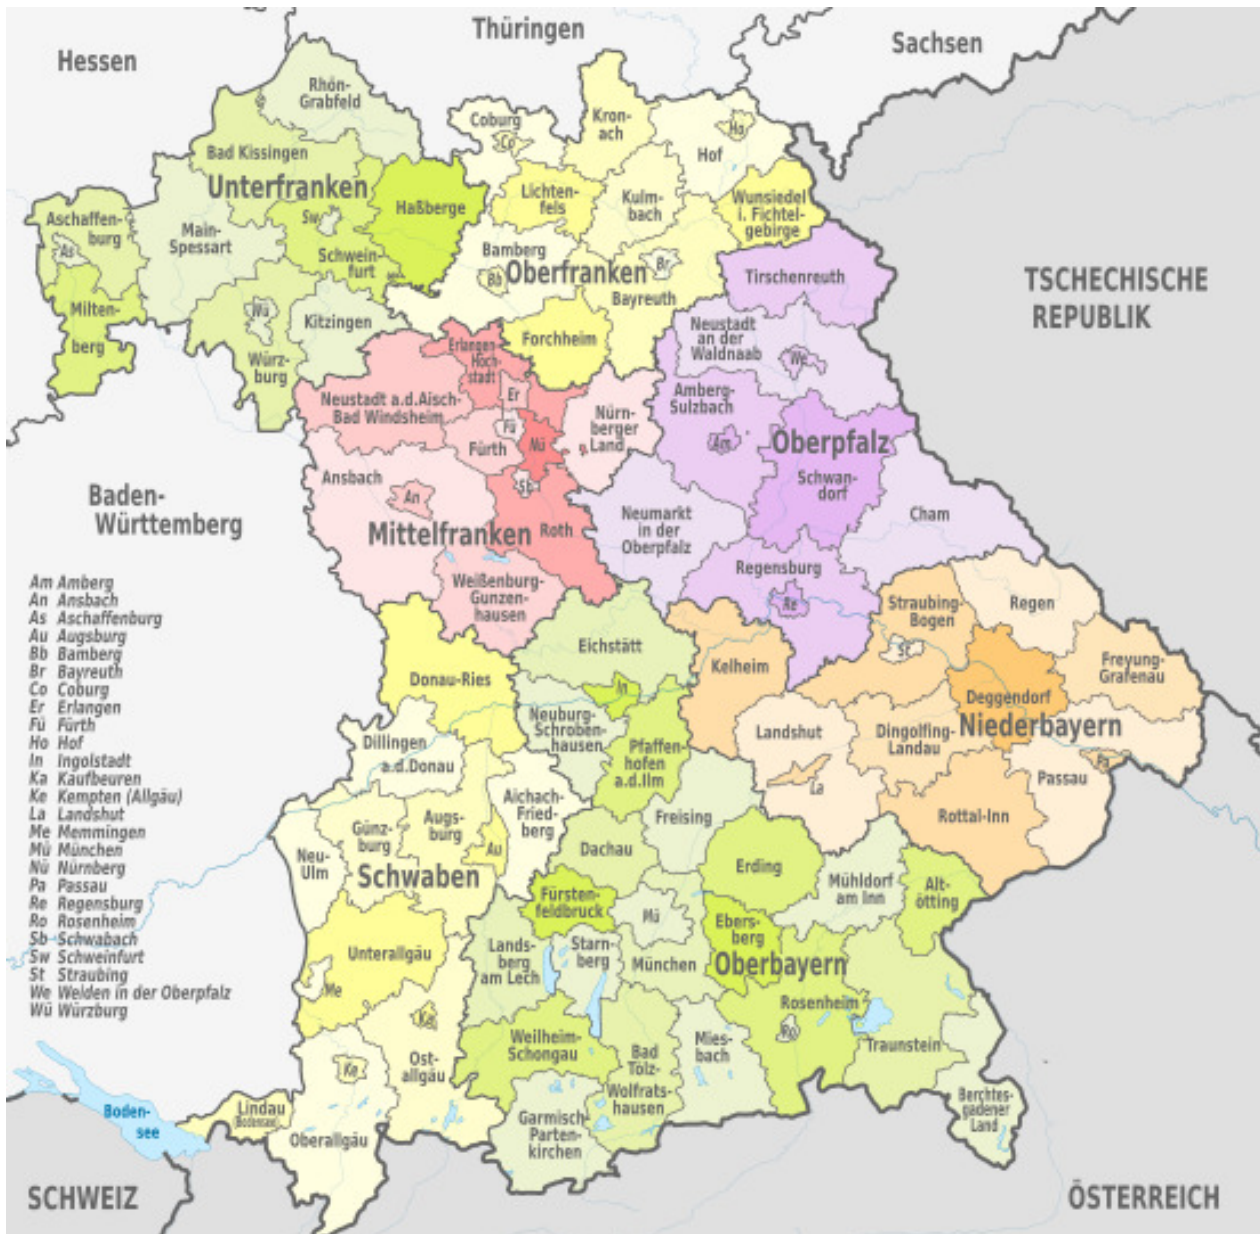 Thüringen
Sachsen
Hessen
Rhön-
Grabfeld
Coburg
Co
Kron-
ach
Ho
Hof
Bad Kissingen
Unterfranken
Haßberge
Lichten-
fels
Kulm-
bach
Wunsiedel
i. Fichtel-
gebirge
Aschaffen-
burg
As
Main-
Spessart
Sw
Schwein-
furt
Bamberg
Bb
Oberfranken
Br
Bayreuth
Tirschenreuth
TSCHECHISCHE
REPUBLIK
Milten-
berg
Wü
Würz-
burg
Kitzingen
Forchheim
Erlangen-
Höch-
stadt
Neustadt
an der
Waldnaab
We
Neustadt a.d.Aisch-
Bad Windsheim
Er
Fü
Fürth
Nü
Nürn-
berger
Land
Amberg-
Sulzbach
Am
Oberpfalz
Schwan-
dorf
Ansbach
An
Sb
Mittelfranken
Roth
Neumarkt
in der
Oberpfalz
Cham
Baden-
Württemberg
Weißenburg-
Gunzen-
hausen
Regensburg
Re
Straubing-
Bogen
St
Regen
Am Amberg
An Ansbach
As Aschaffenburg
Au Augsburg
Bb Bamberg
Br Bayreuth
Co Coburg
Er Erlangen
Fü Fürth
Ho Hof
In Ingolstadt
Ka Kaufbeuren
Ke Kempten (Allgäu)
La Landshut
Me Memmingen
Mü München
Nü Nürnberg
Pa Passau
Re Regensburg
Ro Rosenheim
Sb Schwabach
Sw Schweinfurt
St Straubing
We Weiden in der Oberpfalz
Wü Würzburg
Eichstätt
In
Kelheim
Freyung-
Grafenau
Deggendorf
Niederbayern
Donau-Ries
Neuburg-
Schroben-
hausen
Pfaffen-
hofen
a.d.Ilm
Landshut
La
Dingolfing-
Landau
Pa
Passau
Rottal-Inn
Dillingen
a.d.Donau
Aichach-
Fried-
berg
Freising
Neu-
Ulm
Günz-
burg
Augs-
burg
Au
Schwaben
Dachau
Erding
Mühldorf
am Inn
Alt-
ötting
Fürsten-
feldbruck
Mü
Ebers-
berg
Oberbayern
Unterallgäu
Me
Lands-
berg
am Lech
Starn-
berg
München
Rosenheim
Ro
Traunstein
Ka
Ost-
allgäu
Weilheim-
Schongau
Bad
Tölz-
Wolfrats-
hausen
Mies-
bach
Berchtes-
gadener
Land
Ke
Oberallgäu
Lindau
(Bodensee)
Boden-
see
Garmisch-
Parten-
kirchen
SCHWEIZ
ÖSTERREICH